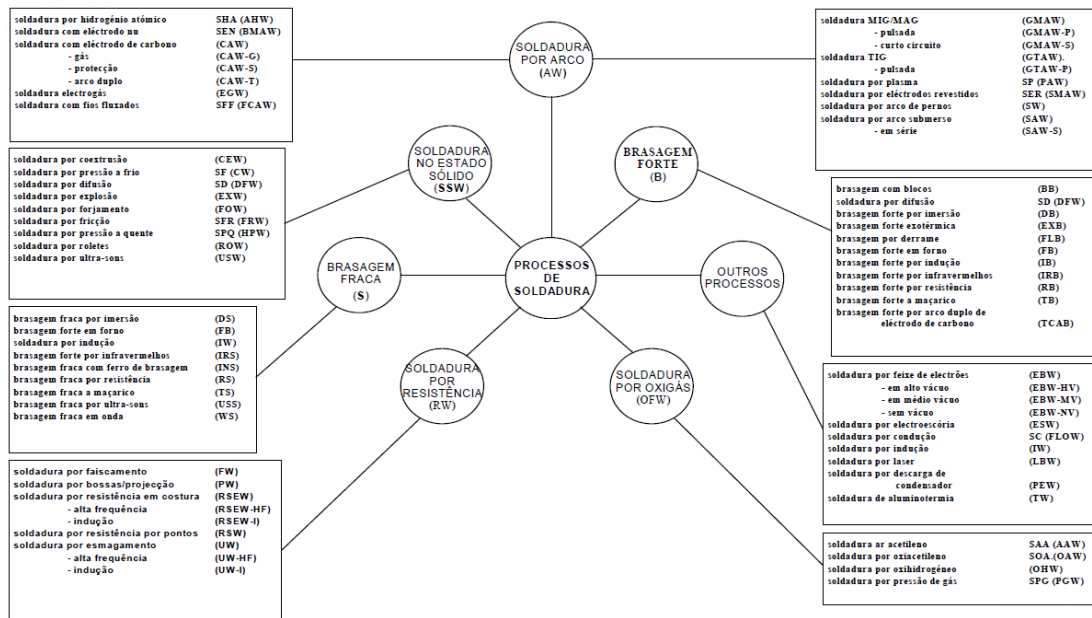 soldadura por hidrogénio atómico SHA (AHW)
soldadura com eléctrodo nu SEN (BMAW)
soldadura com eléctrodo de carbono (CAW)
- gás (CAW-G)
- protecção (CAW-S)
- arco duplo (CAW-T)
soldadura electrogás (EGW)
soldadura com fios fluxados SFF (FCAW)
SOLDADURA
POR ARCO
(AW)
soldadura MIG/MAG (GMAW)
- pulsada (GMAW-P)
- curto circuito (GMAW-S)
soldadura TIG (GTAW).
- pulsada (GTAW-P)
soldadura por plasma SP (PAW)
soldadura por eléctrodos revestidos SER (SMAW)
soldadura por arco de pernos (SW)
soldadura por arco submerso (SAW)
- em série (SAW-S)
soldadura por coextrusão (CEW)
soldadura por pressão a frio SF (CW)
soldadura por difusão SD (DFW)
soldadura por explosão (EXW)
soldadura por forjamento (FOW)
soldadura por fricção SFR (FRW)
soldadura por pressão a quente SPQ (HPW)
soldadura por roletes (ROW)
soldadura por ultra-sons (USW)
SOLDADURA
NO ESTADO
SÓLIDO
(SSW)
BRASAGEM
FORTE
(B)
brasagem com blocos (BB)
soldadura por difusão SD (DFW)
brasagem forte por imersão (DB)
brasagem forte exotérmica (EXB)
brasagem por derrame (FLB)
brasagem forte em forno (FB)
brasagem forte por indução (IB)
brasagem forte por infravermelhos (IRB)
brasagem forte por resistência (RB)
brasagem forte a maçarico (TB)
brasagem forte por arco duplo de
eléctrodo de carbono (TCAB)
BRASAGEM
FRACA
(S)
PROCESSOS
DE
SOLDADURA
OUTROS
PROCESSOS
brasagem fraca por imersão (DS)
brasagem forte em forno (FB)
soldadura por indução (IW)
brasagem forte por infravermelhos (IRS)
brasagem fraca com ferro de brasagem (INS)
brasagem fraca por resistência (RS)
brasagem fraca a maçarico (TS)
brasagem fraca por ultra-sons (USS)
brasagem fraca em onda (WS)
SOLDADURA
POR
RESISTÊNCIA
(RW)
SOLDADURA
POR OXIGÁS
(OFW)
soldadura por feixe de electrões (EBW)
- em alto vácuo (EBW-HV)
- em médio vácuo (EBW-MV)
- sem vácuo (EBW-NV)
soldadura por electroescória (ESW)
soldadura por condução SC (FLOW)
soldadura por indução (IW)
soldadura por laser (LBW)
soldadura por descarga de
condensador (PEW)
soldadura de aluminotermia (TW)
soldadura por faiscamento (FW)
soldadura por bossas/projecção (PW)
soldadura por resistência em costura (RSEW)
- alta frequência (RSEW-HF)
- indução (RSEW-I)
soldadura por resistência por pontos (RSW)
soldadura por esmagamento (UW)
- alta frequência (UW-HF)
- indução (UW-I)
soldadura ar acetileno SAA (AAW)
soldadura por oxiacetileno SOA.(OAW)
soldadura por oxihidrogéneo (OHW)
soldadura por pressão de gás SPG (PGW)